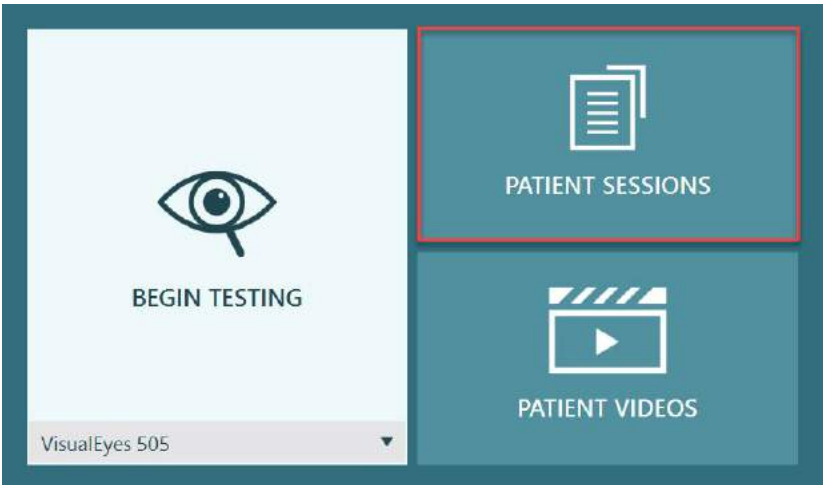 BEGIN TESTING
VisualEyes 505
PATIENT SESSIONS
PATIENT VIDEOS